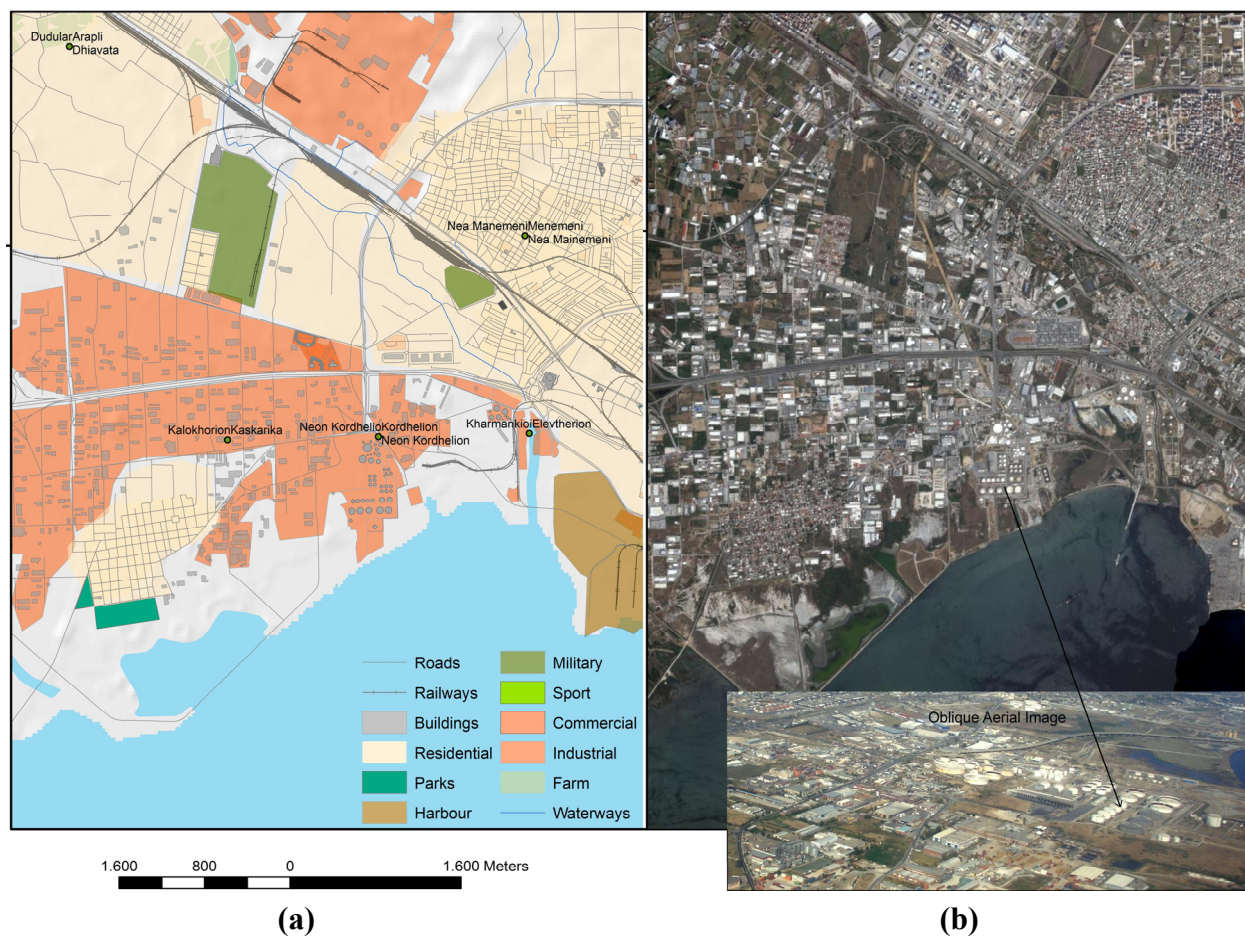 DudularArapli
Dhiavata
Nea ManemeniMenemeni
Nea Mainemeni
KalokhorionKaskarika
Neon KordhelioKordhelion
Neon Kordhelion
KharmankioiElevtherion
Roads
Railways
Buildings
Residential
Parks
Harbour
Military
Sport
Commercial
Industrial
Farm
Waterways
Oblique Aerial Image
1.600 800 0 1.600 Meters
(a)
(b)